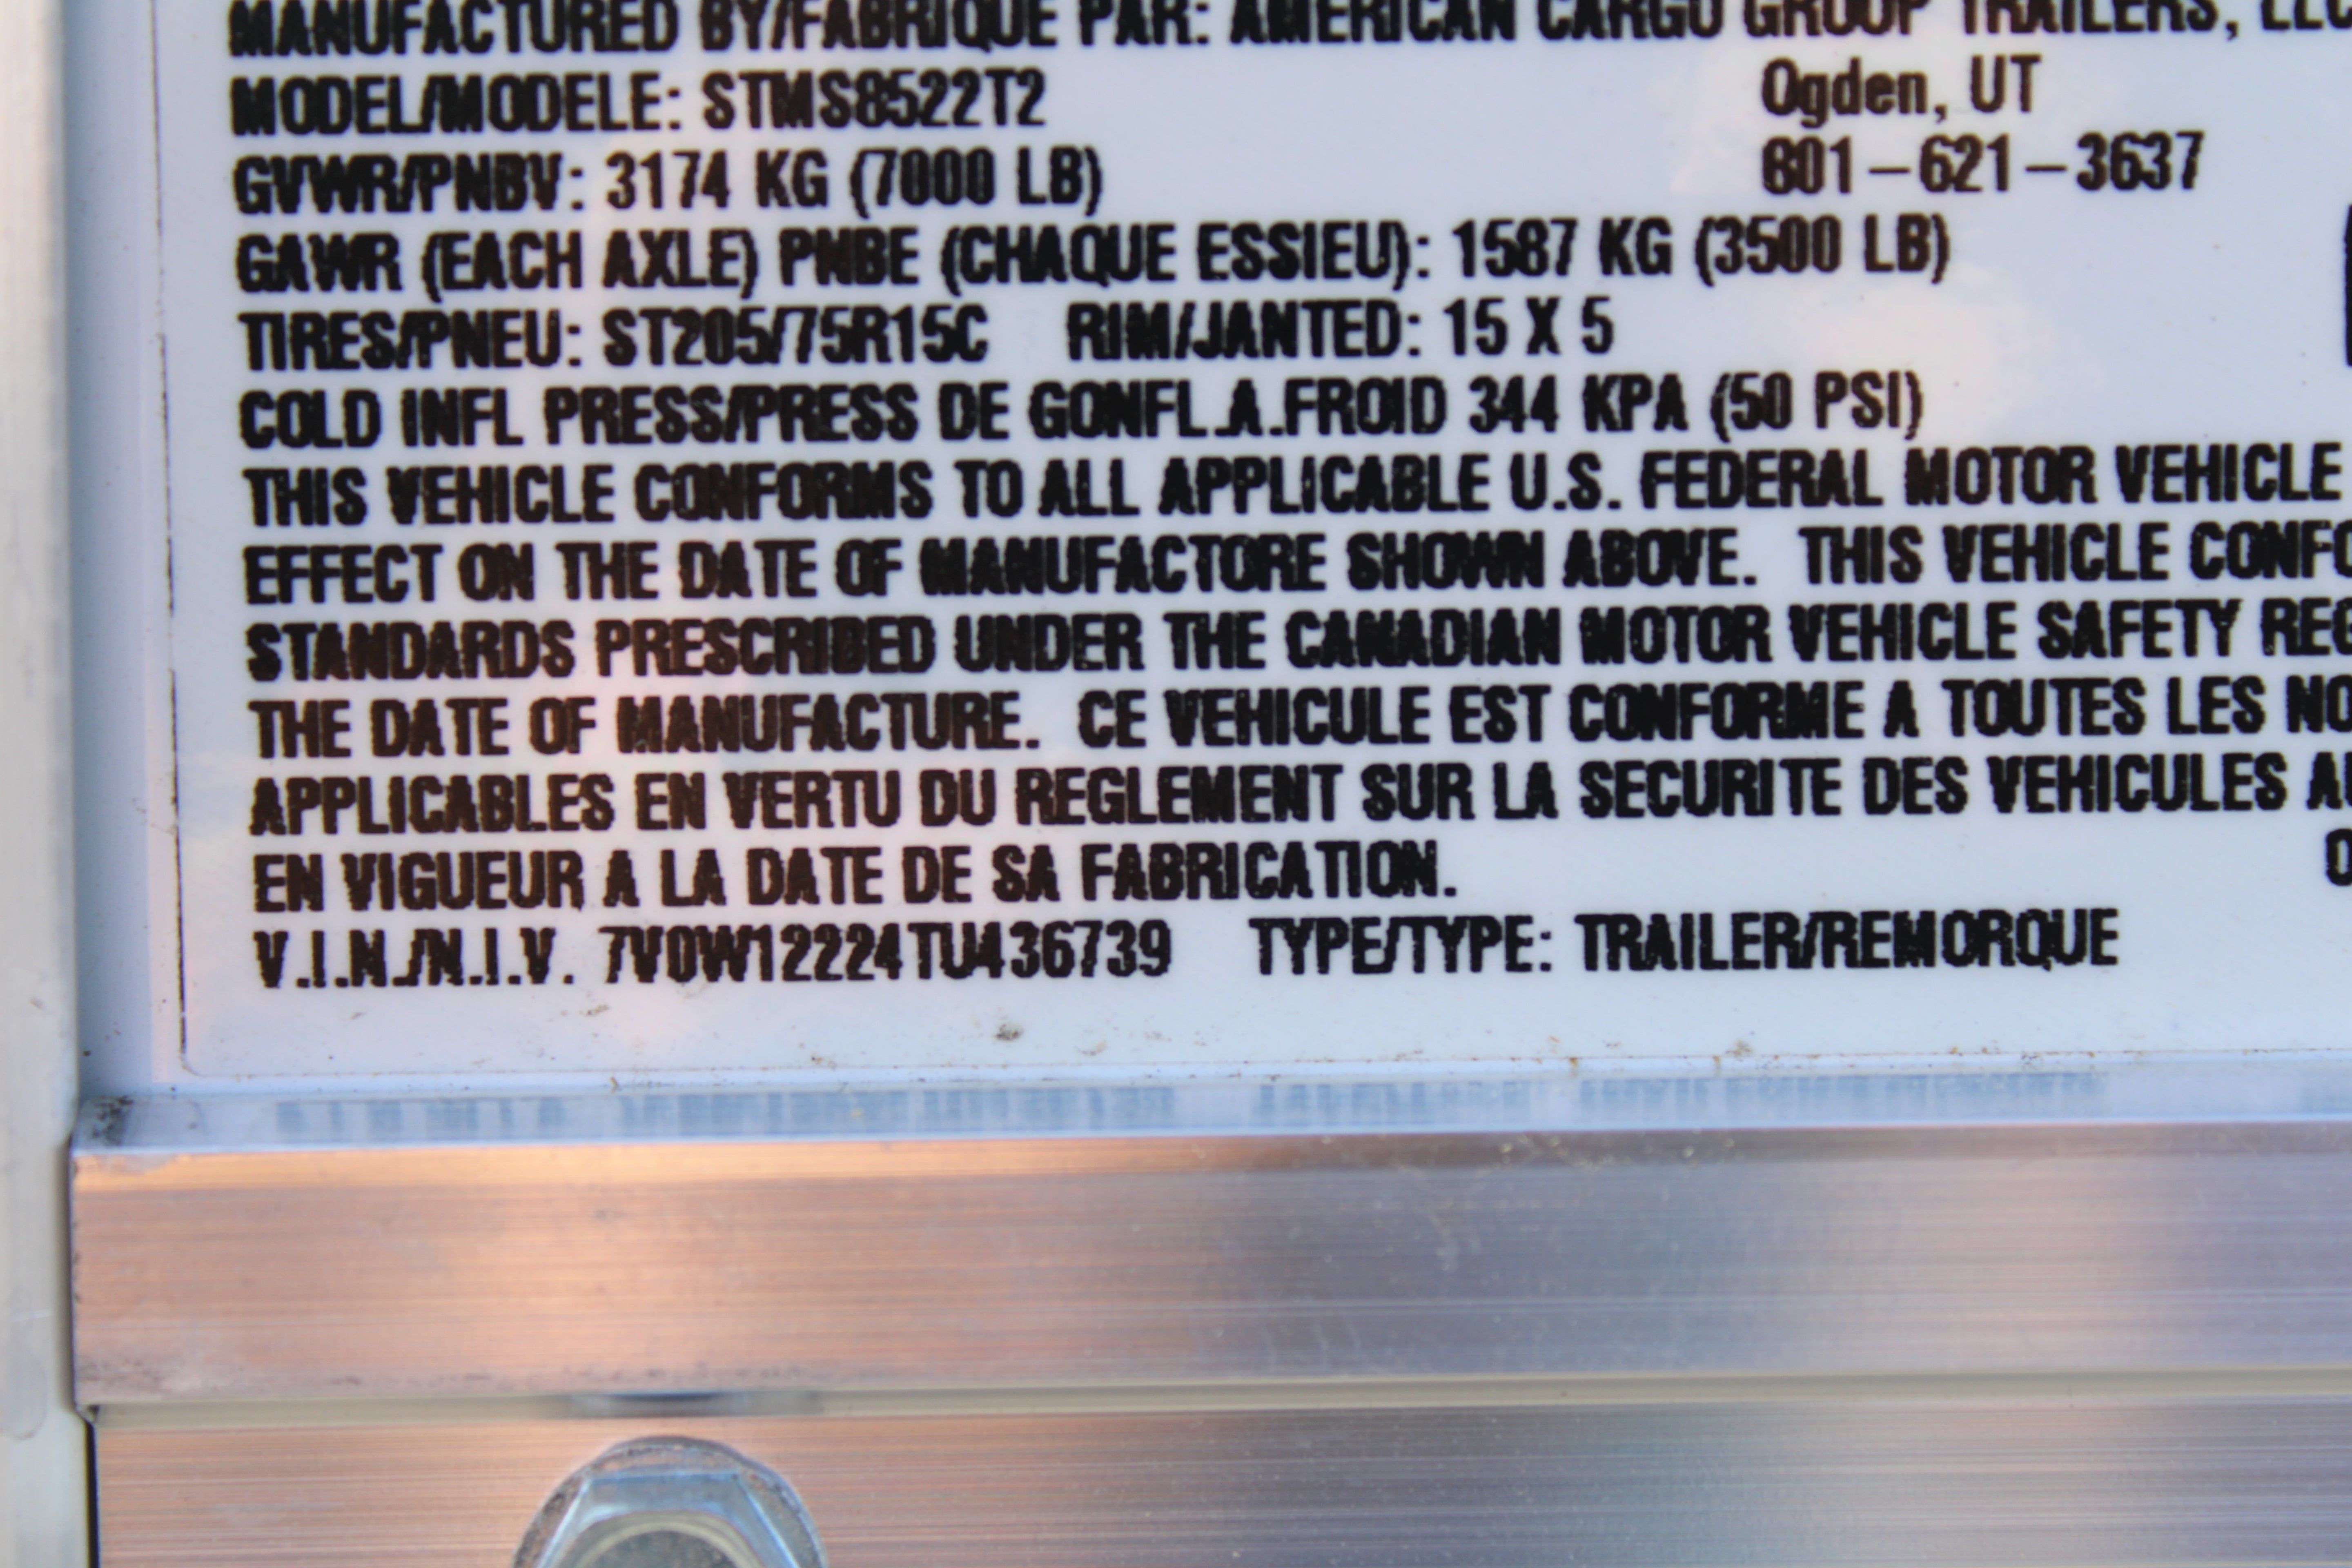 MANUFACTURED BY/FABRIQUE PAR: AMERICAN CARGO GROUP TRAILERS, LLC
MODEL/MODELE: STMS8522T2 Ogden, UT
GVWR/PNBV: 3174 KG (7000 LB) 801-621-3637
GAWR (EACH AXLE) PNBE (CHAQUE ESSIEU): 1587 KG (3500 LB)
TIRES/PNEU: ST205/75R15C RIM/JANTED: 15 X 5
COLD INFL PRESS/PRESS DE GONFL.A.FROID 344 KPA (50 PSI)
THIS VEHICLE CONFORMS TO ALL APPLICABLE U.S. FEDERAL MOTOR VEHICLE
EFFECT ON THE DATE OF MANUFACTORE SHOWN ABOVE. THIS VEHICLE CONFO
STANDARDS PRESCRIBED UNDER THE CANADIAN MOTOR VEHICLE SAFETY REG
THE DATE OF MANUFACTURE. CE VEHICULE EST CONFORME A TOUTES LES NO
APPLICABLES EN VERTU DU REGLEMENT SUR LA SECURITE DES VEHICULES AU
EN VIGUEUR A LA DATE DE SA FABRICATION.
V.I.N./N.I.V. 7V0W12224TU436739 TYPE/TYPE: TRAILER/REMORQUE